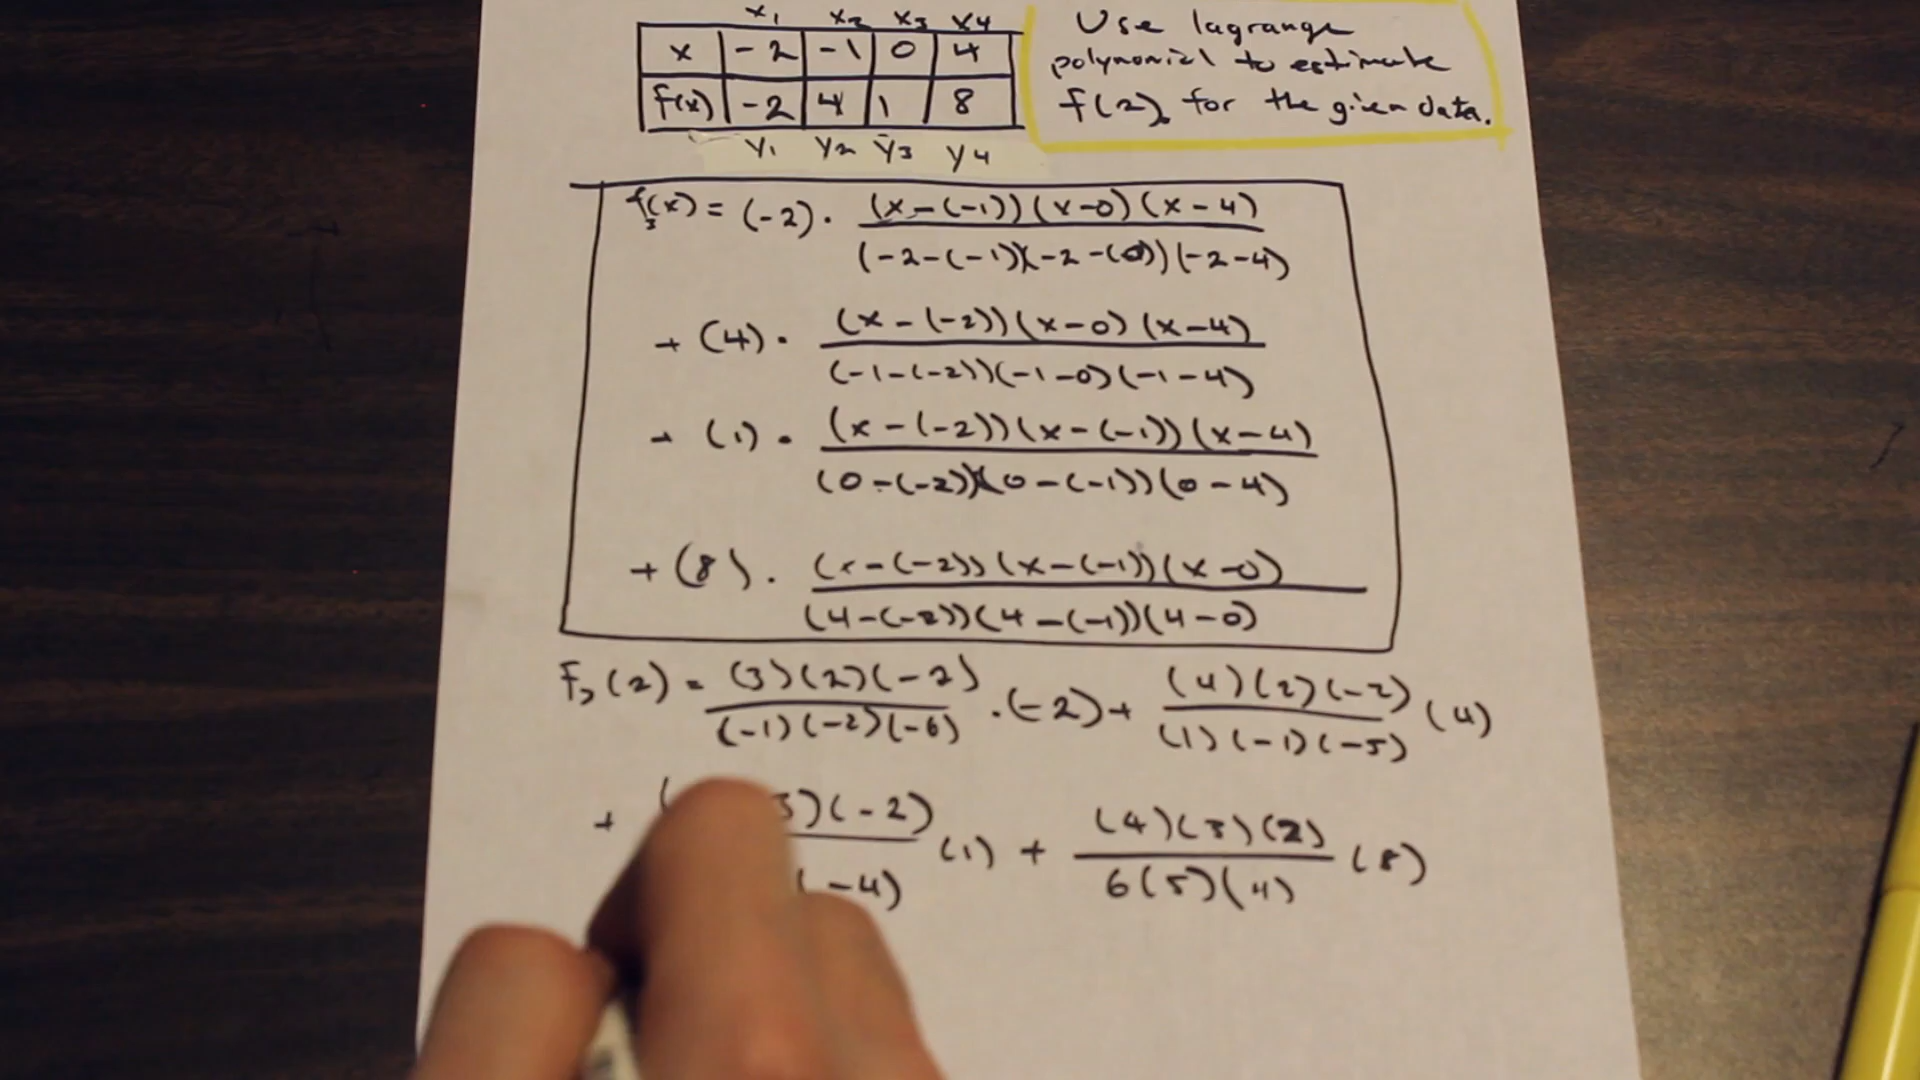 x₁ x₂ x₃ x₄
x -2 -1 0 4
f(x) -2 4 1 8
y₁ y₂ y₃ y₄
Use lagrange
polynomial to estimate
f(2) for the given data.
f₃(x) = (-2) · (x-(-1))(x-0)(x-4)
(-2-(-1))(-2-(0))(-2-4)
+ (4) · (x-(-2))(x-0)(x-4)
(-1-(-2))(-1-0)(-1-4)
+ (1) · (x-(-2))(x-(-1))(x-4)
(0-(-2))(0-(-1))(0-4)
+ (8) · (x-(-2))(x-(-1))(x-0)
(4-(-2))(4-(-1))(4-0)
f₃(2) = (3)(2)(-2) · (-2) + (4)(2)(-2) (4)
(-1)(-2)(-6) (1)(-1)(-5)
+ )(-2) (1) + (4)(3)(2) (8)
(-4) 6(5)(4)